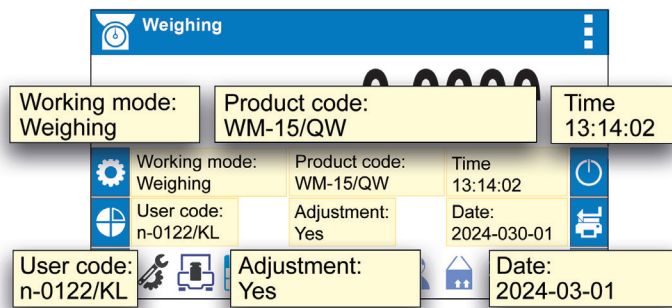 Weighing
Working mode:
Weighing
Product code:
WM-15/QW
Time
13:14:02
Working mode:
Weighing
Product code:
WM-15/QW
Time
13:14:02
User code:
n-0122/KL
Adjustment:
Yes
Date:
2024-030-01
User code:
n-0122/KL
Adjustment:
Yes
Date:
2024-03-01